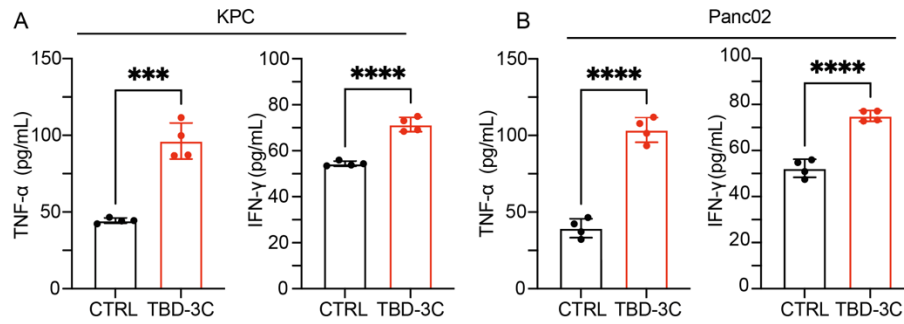 A
KPC
TNF-α (pg/mL)
150
100
50
0
***
CTRL TBD-3C
IFN-γ (pg/mL)
100
80
60
40
20
0
****
CTRL TBD-3C
B
Panc02
TNF-α (pg/mL)
150
100
50
0
****
CTRL TBD-3C
IFN-γ (pg/mL)
100
80
60
40
20
0
****
CTRL TBD-3C